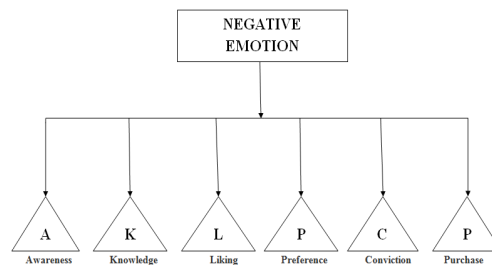 NEGATIVE
EMOTION
A K L P C P
Awareness Knowledge Liking Preference Conviction Purchase